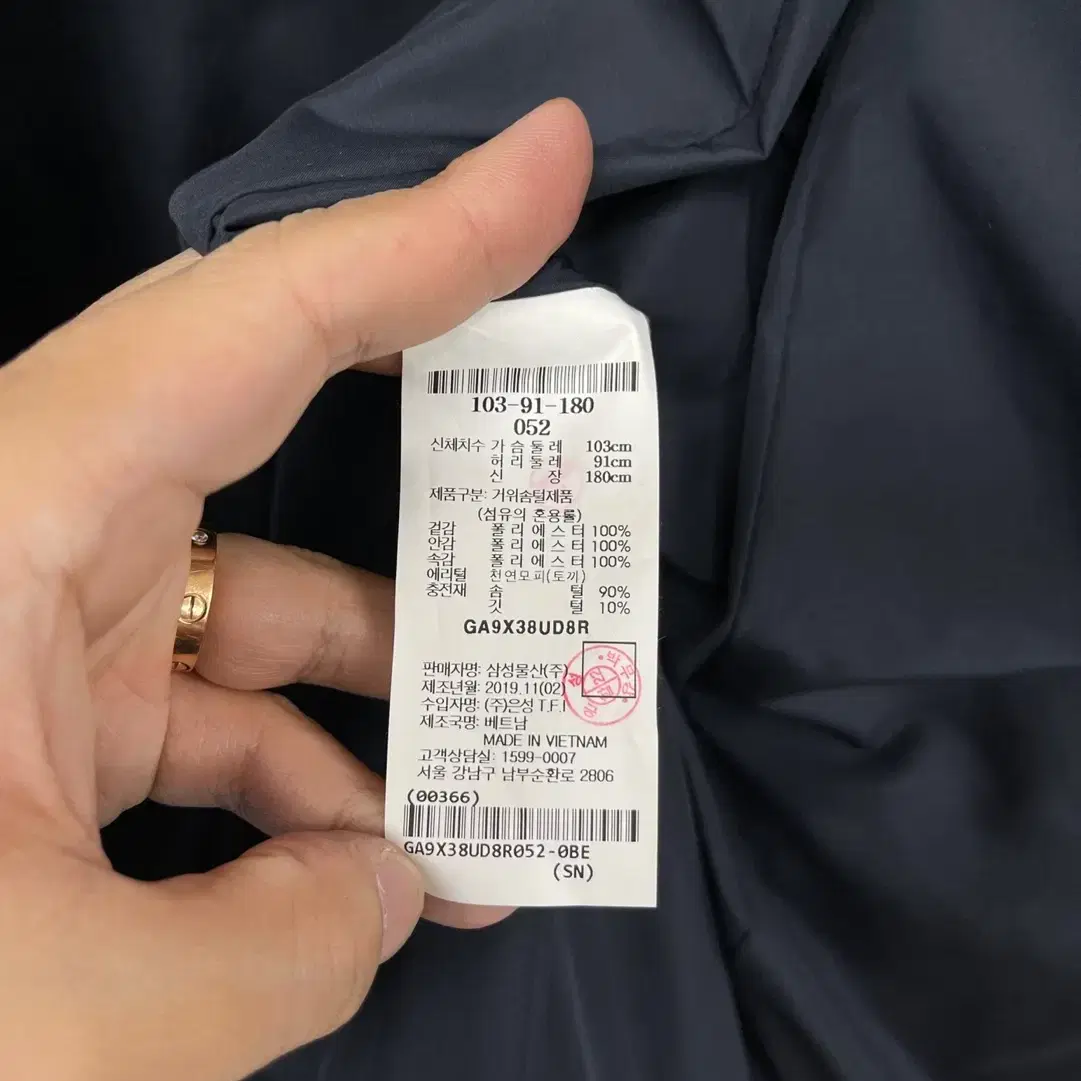 103-91-180
052
신체치수 가슴둘레 103cm
허리둘레 91cm
신장 180cm
제품구분: 거위솜털제품
(섬유의 혼용률)
겉감 폴리에스터 100%
안감 폴리에스터 100%
속감 폴리에스터 100%
에리털 천연모피(토끼)
충전재 솜털 90%
깃털 10%
GA9X38UD8R
판매자명: 삼성물산(주)
제조년월: 2019.11(02)
수입자명: (주)은성 T.F.I
제조국명: 베트남
MADE IN VIETNAM
고객상담실: 1599-0007
서울 강남구 남부순환로 2806
(00366)
GA9X38UD8R052-0BE
(SN)